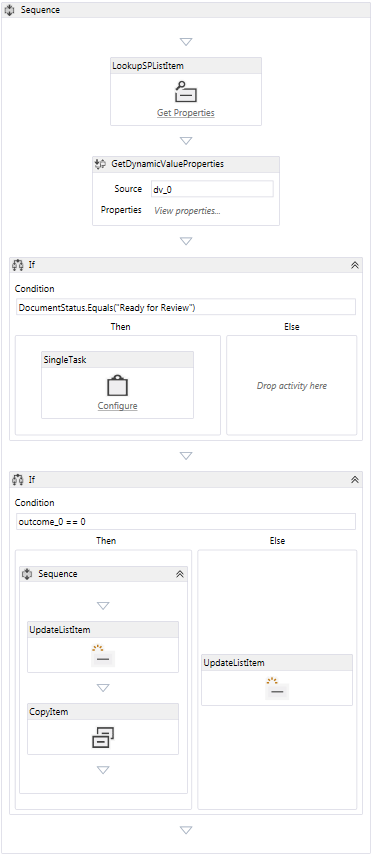 Sequence
LookupSPListItem
Get Properties
GetDynamicValueProperties
Source dv_0
Properties View properties...
If
Condition
DocumentStatus.Equals("Ready for Review")
Then Else
SingleTask
Configure
Drop activity here
If
Condition
outcome_0 == 0
Then Else
Sequence
UpdateListItem
UpdateListItem
CopyItem